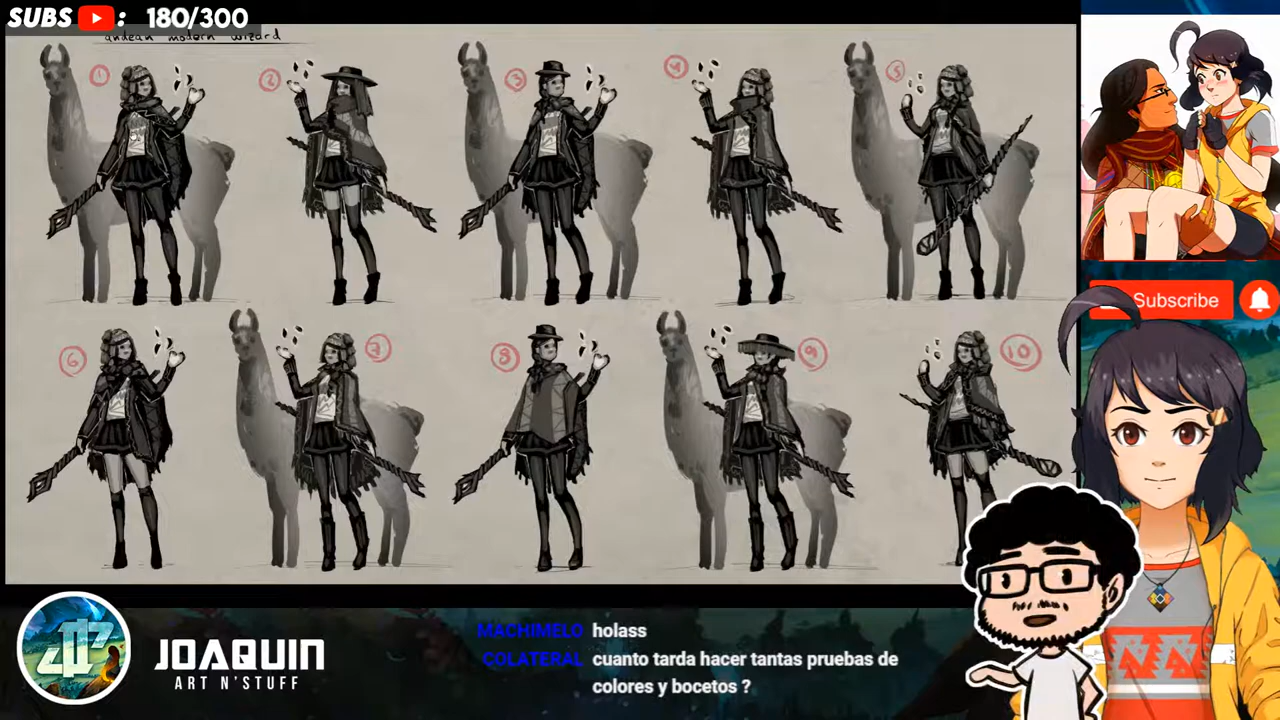 SUBS : 180/300
andean modern wizard
1
2
3
4
5
6
7
8
9
10
Subscribe
JOAQUIN
ART N'STUFF
MACHIMELO holass
COLATERAL cuanto tarda hacer tantas pruebas de
colores y bocetos ?